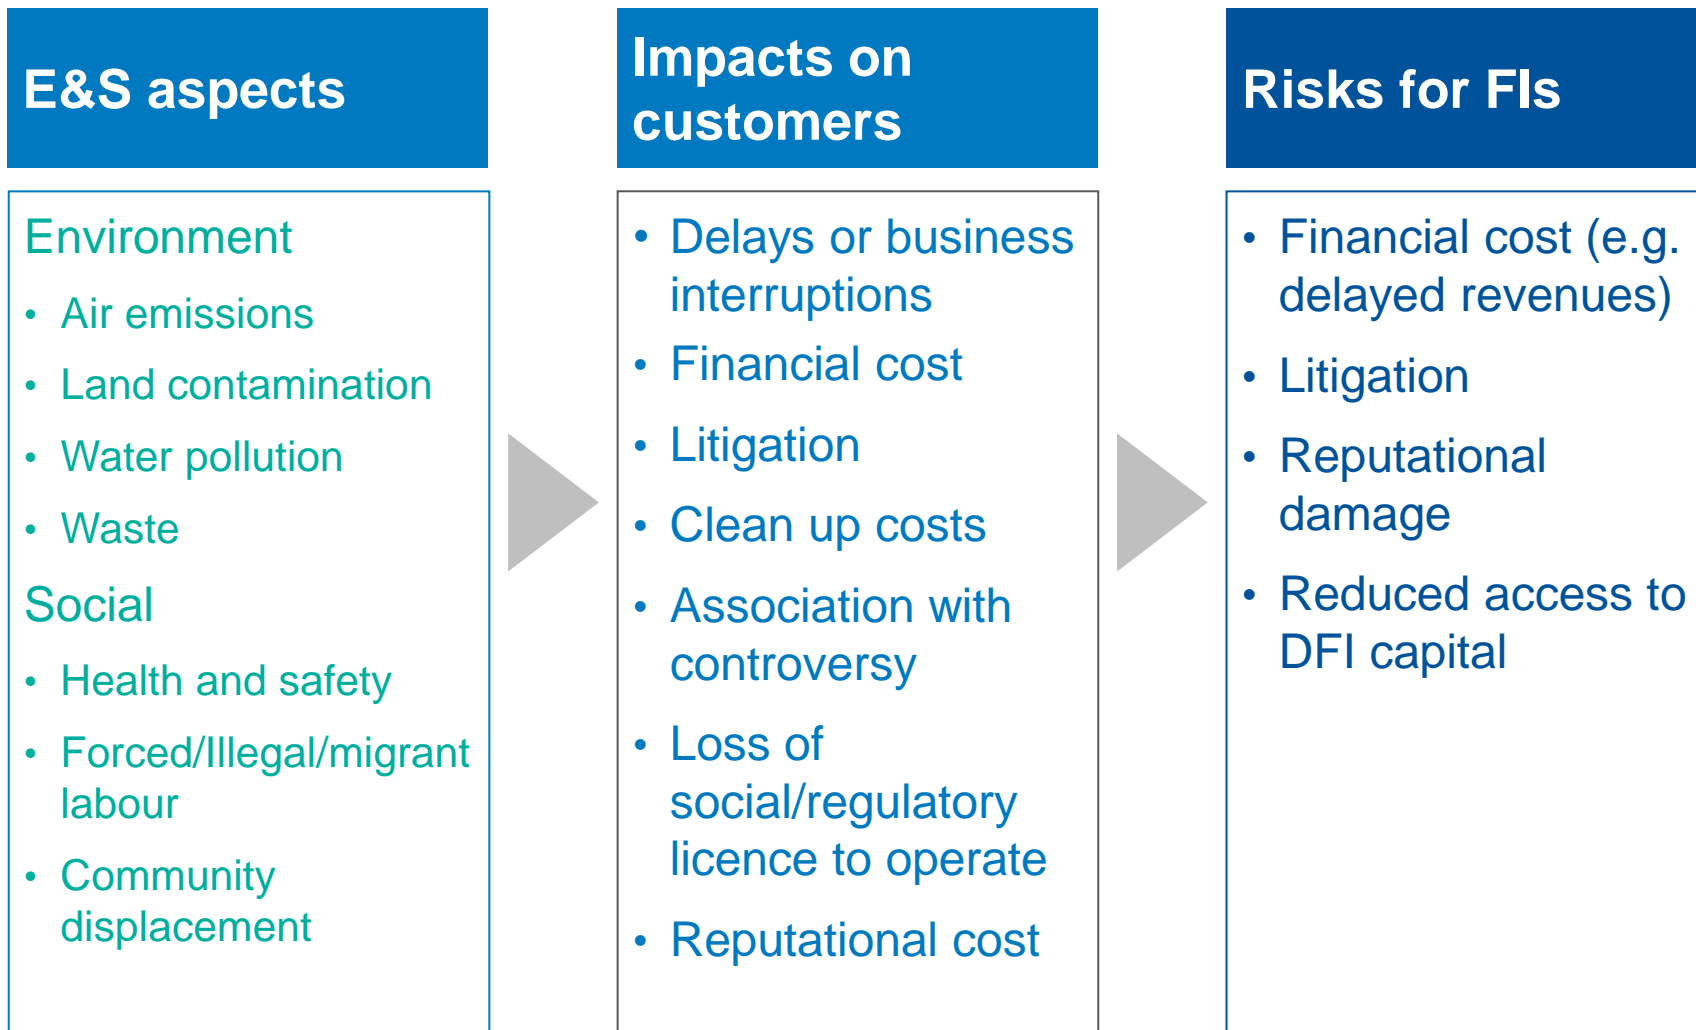 E&S aspects
Environment
• Air emissions
• Land contamination
• Water pollution
• Waste
Social
• Health and safety
• Forced/Illegal/migrant
labour
• Community
displacement
Impacts on
customers
• Delays or business
interruptions
• Financial cost
• Litigation
• Clean up costs
• Association with
controversy
• Loss of
social/regulatory
licence to operate
• Reputational cost
Risks for FIs
• Financial cost (e.g.
delayed revenues)
• Litigation
• Reputational
damage
• Reduced access to
DFI capital